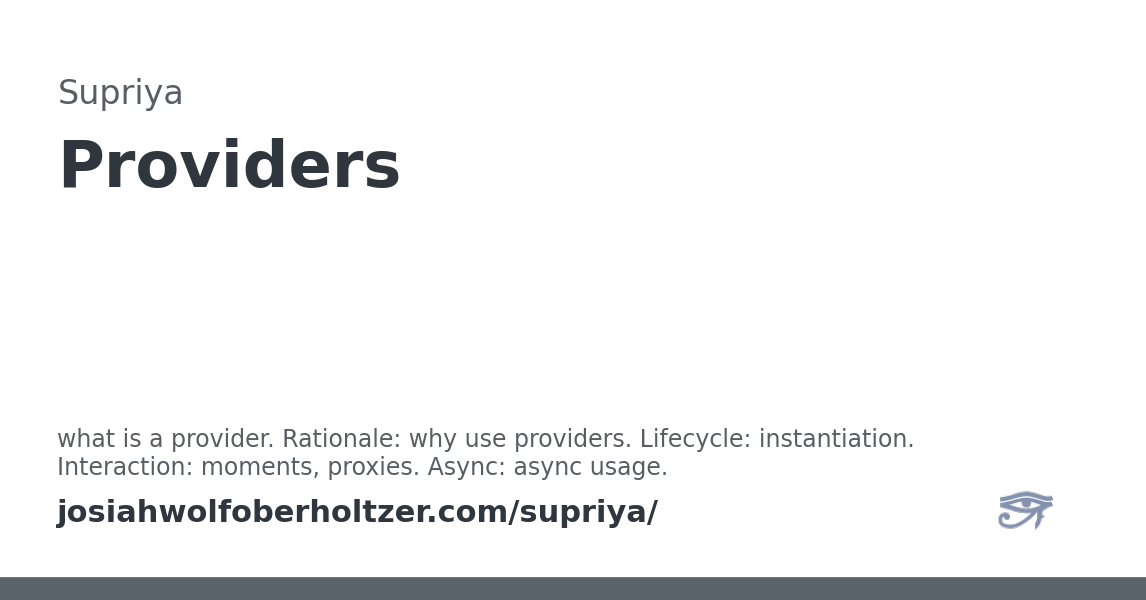 Supriya
Providers
what is a provider. Rationale: why use providers. Lifecycle: instantiation.
Interaction: moments, proxies. Async: async usage.
josiahwolfoberholtzer.com/supriya/